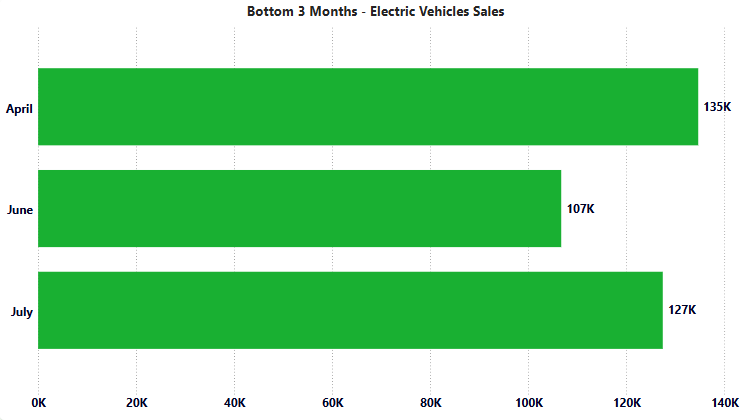 Bottom 3 Months - Electric Vehicles Sales
April 135K
June 107K
July 127K
0K 20K 40K 60K 80K 100K 120K 140K